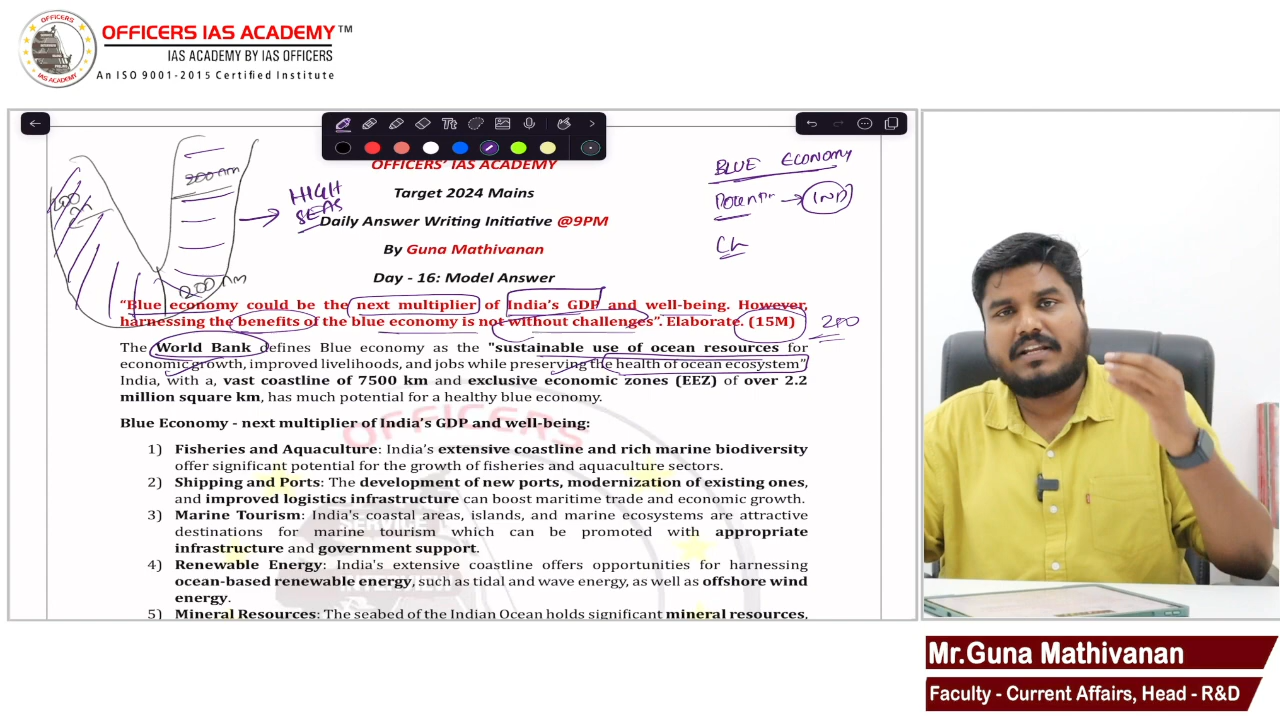 OFFICERS
IAS ACADEMY
OFFICERS IAS ACADEMY™
IAS ACADEMY BY IAS OFFICERS
An ISO 9001-2015 Certified Institute
OFFICERS' IAS ACADEMY
Target 2024 Mains
Daily Answer Writing Initiative @9PM
By Guna Mathivanan
Day - 16: Model Answer
200 nm
200 nm
HIGH
SEAS
BLUE ECONOMY
IND
Ch
"Blue economy could be the next multiplier of India's GDP and well-being. However,
harnessing the benefits of the blue economy is not without challenges". Elaborate. (15M)
250
The World Bank defines Blue economy as the "sustainable use of ocean resources for
economic growth, improved livelihoods, and jobs while preserving the health of ocean ecosystem"
India, with a, vast coastline of 7500 km and exclusive economic zones (EEZ) of over 2.2
million square km, has much potential for a healthy blue economy.
Blue Economy - next multiplier of India's GDP and well-being:
1) Fisheries and Aquaculture: India's extensive coastline and rich marine biodiversity
offer significant potential for the growth of fisheries and aquaculture sectors.
2) Shipping and Ports: The development of new ports, modernization of existing ones,
and improved logistics infrastructure can boost maritime trade and economic growth.
3) Marine Tourism: India's coastal areas, islands, and marine ecosystems are attractive
destinations for marine tourism which can be promoted with appropriate
infrastructure and government support.
4) Renewable Energy: India's extensive coastline offers opportunities for harnessing
ocean-based renewable energy, such as tidal and wave energy, as well as offshore wind
energy.
5) Mineral Resources: The seabed of the Indian Ocean holds significant mineral resources,
Mr.Guna Mathivanan
Faculty - Current Affairs, Head - R&D